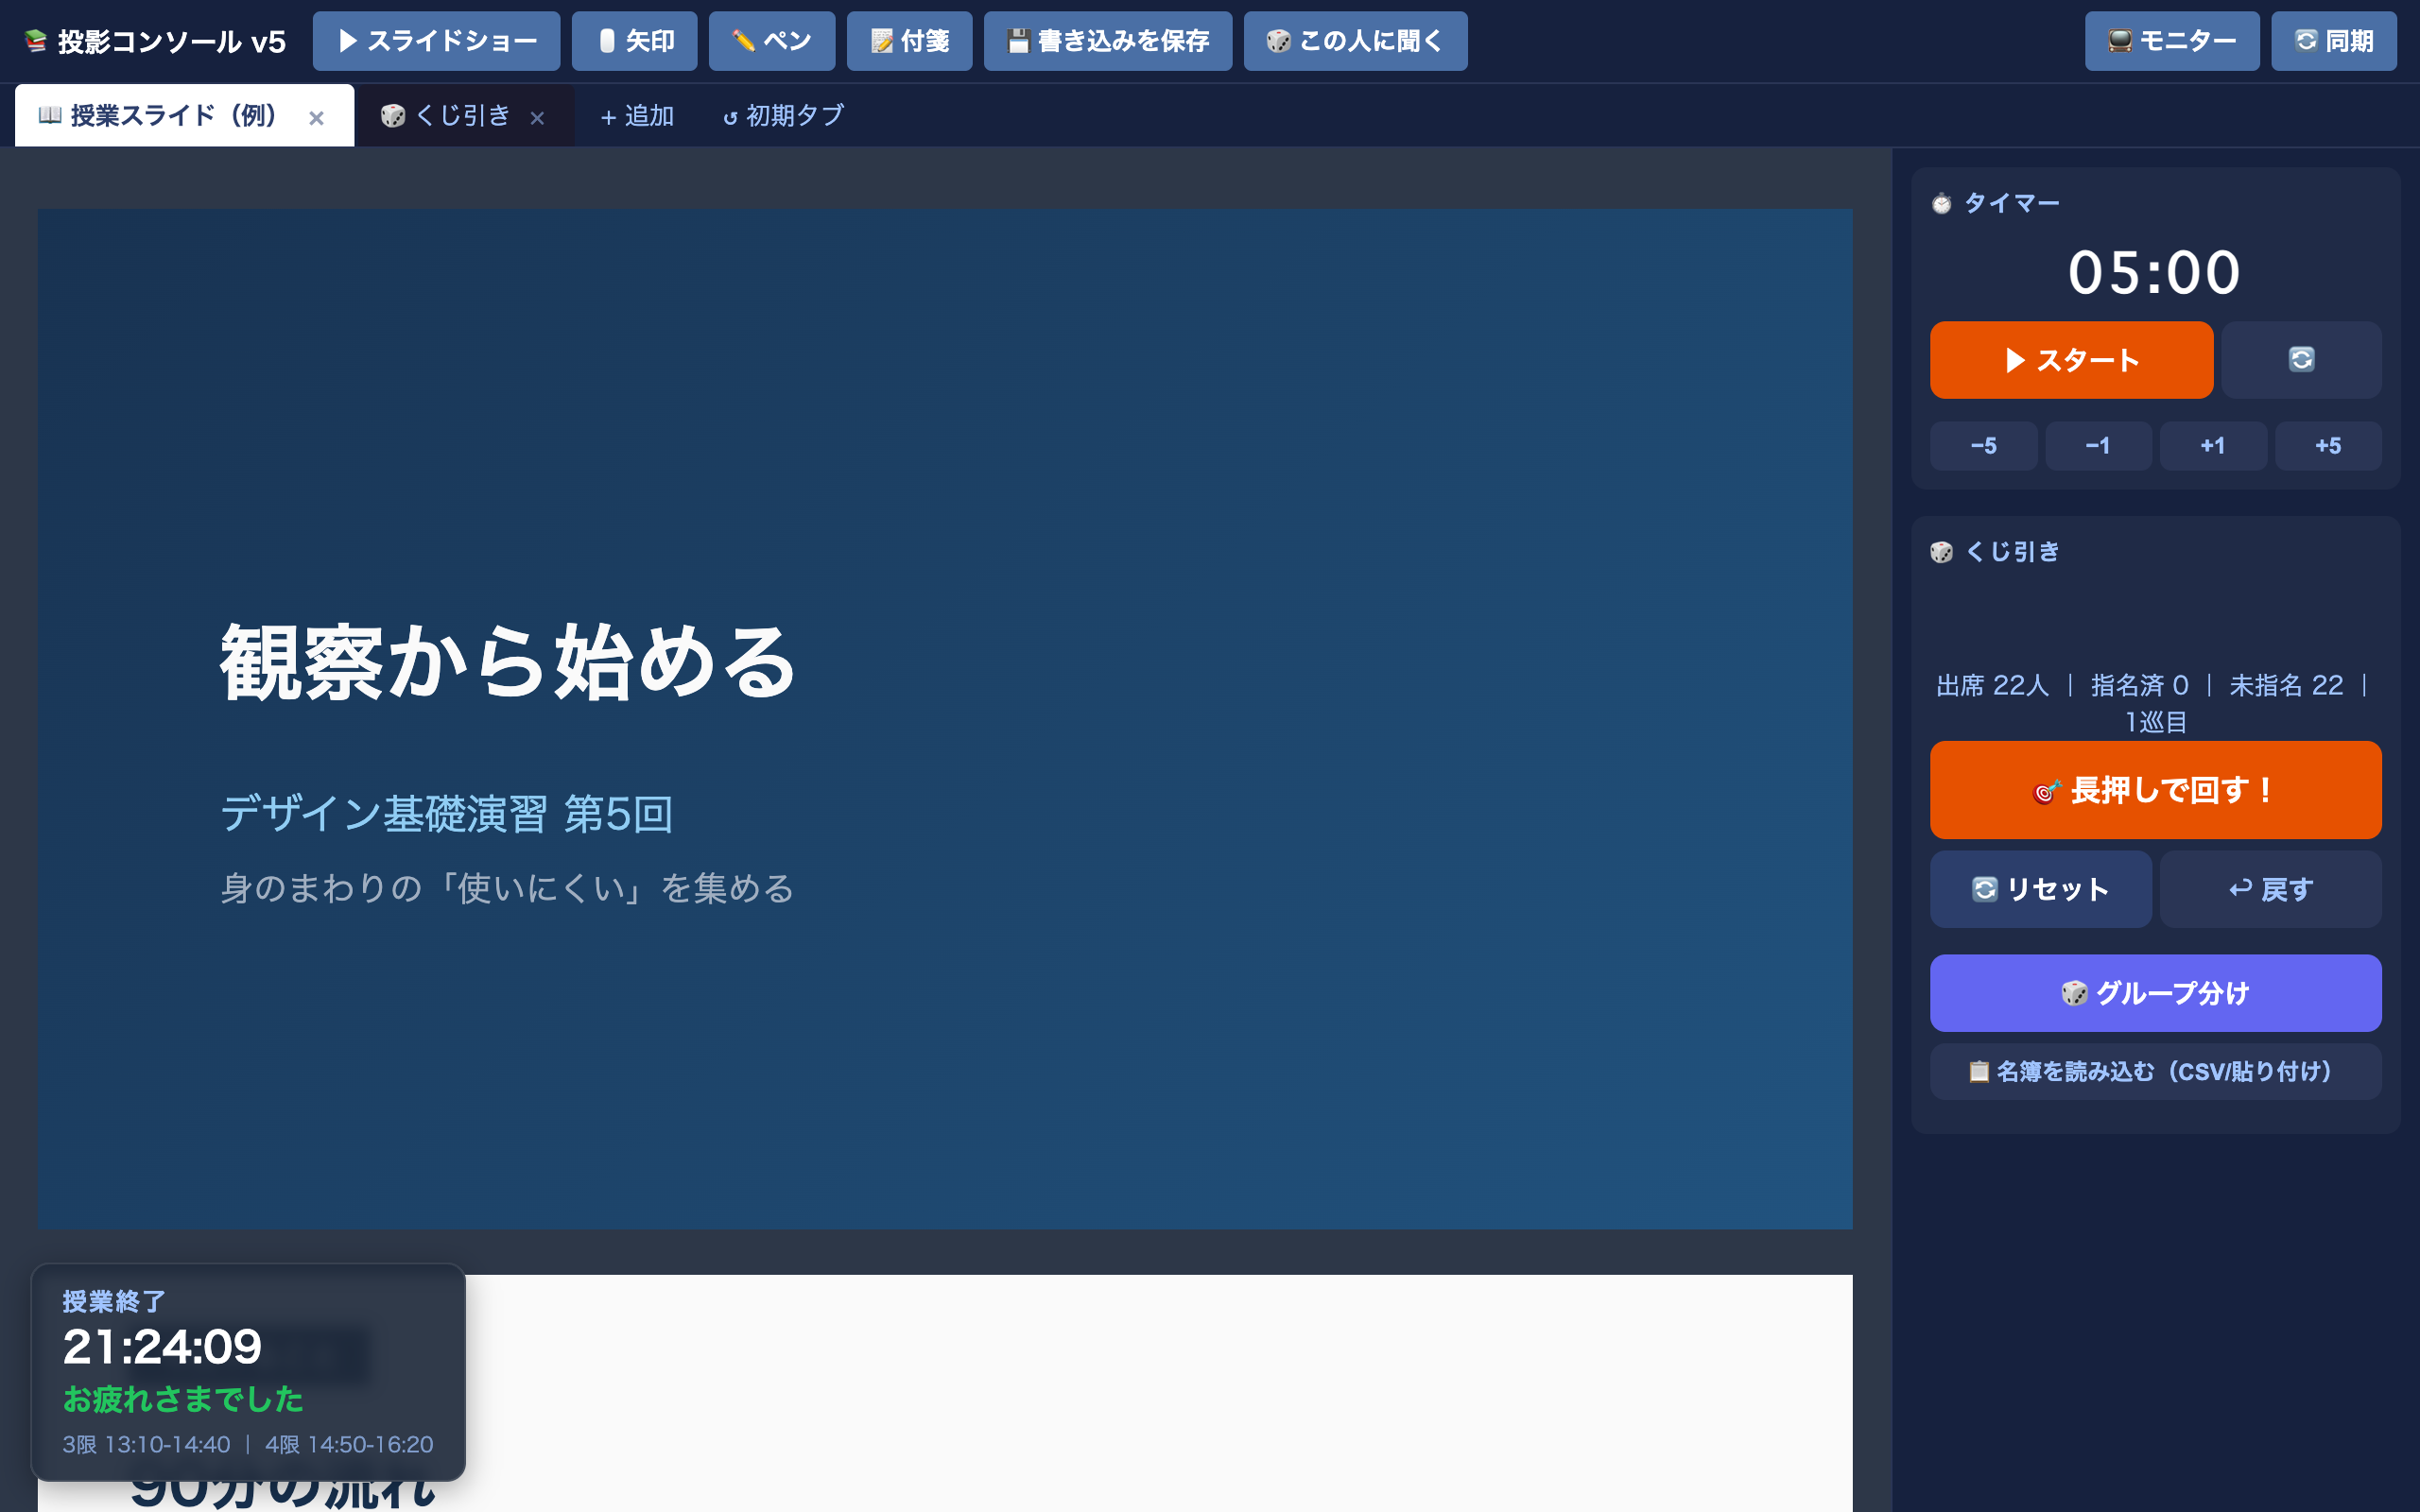 投影コンソール v5
スライドショー
矢印
ペン
付箋
書き込みを保存
この人に聞く
モニター
同期
授業スライド（例） ×
くじ引き ×
+ 追加
↺ 初期タブ
観察から始める
デザイン基礎演習 第5回
身のまわりの「使いにくい」を集める
授業終了
21:24:09
お疲れさまでした
3限 13:10-14:40 | 4限 14:50-16:20
90分の流れ
タイマー
05:00
スタート
−5
−1
+1
+5
くじ引き
出席 22人 | 指名済 0 | 未指名 22 |
1巡目
長押しで回す！
リセット
戻す
グループ分け
名簿を読み込む（CSV/貼り付け）